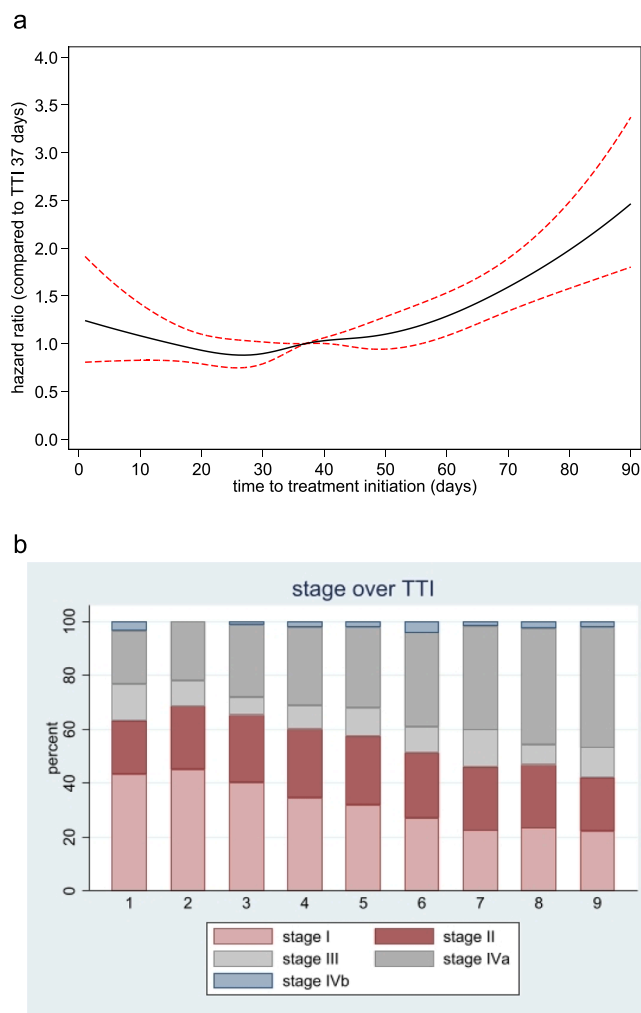 a
hazard ratio (compared to TTI 37 days)
4.0
3.5
3.0
2.5
2.0
1.5
1.0
0.5
0.0
0 10 20 30 40 50 60 70 80 90
time to treatment initiation (days)
b
stage over TTI
percent
100
80
60
40
20
0
1 2 3 4 5 6 7 8 9
stage I stage II
stage III stage IVa
stage IVb